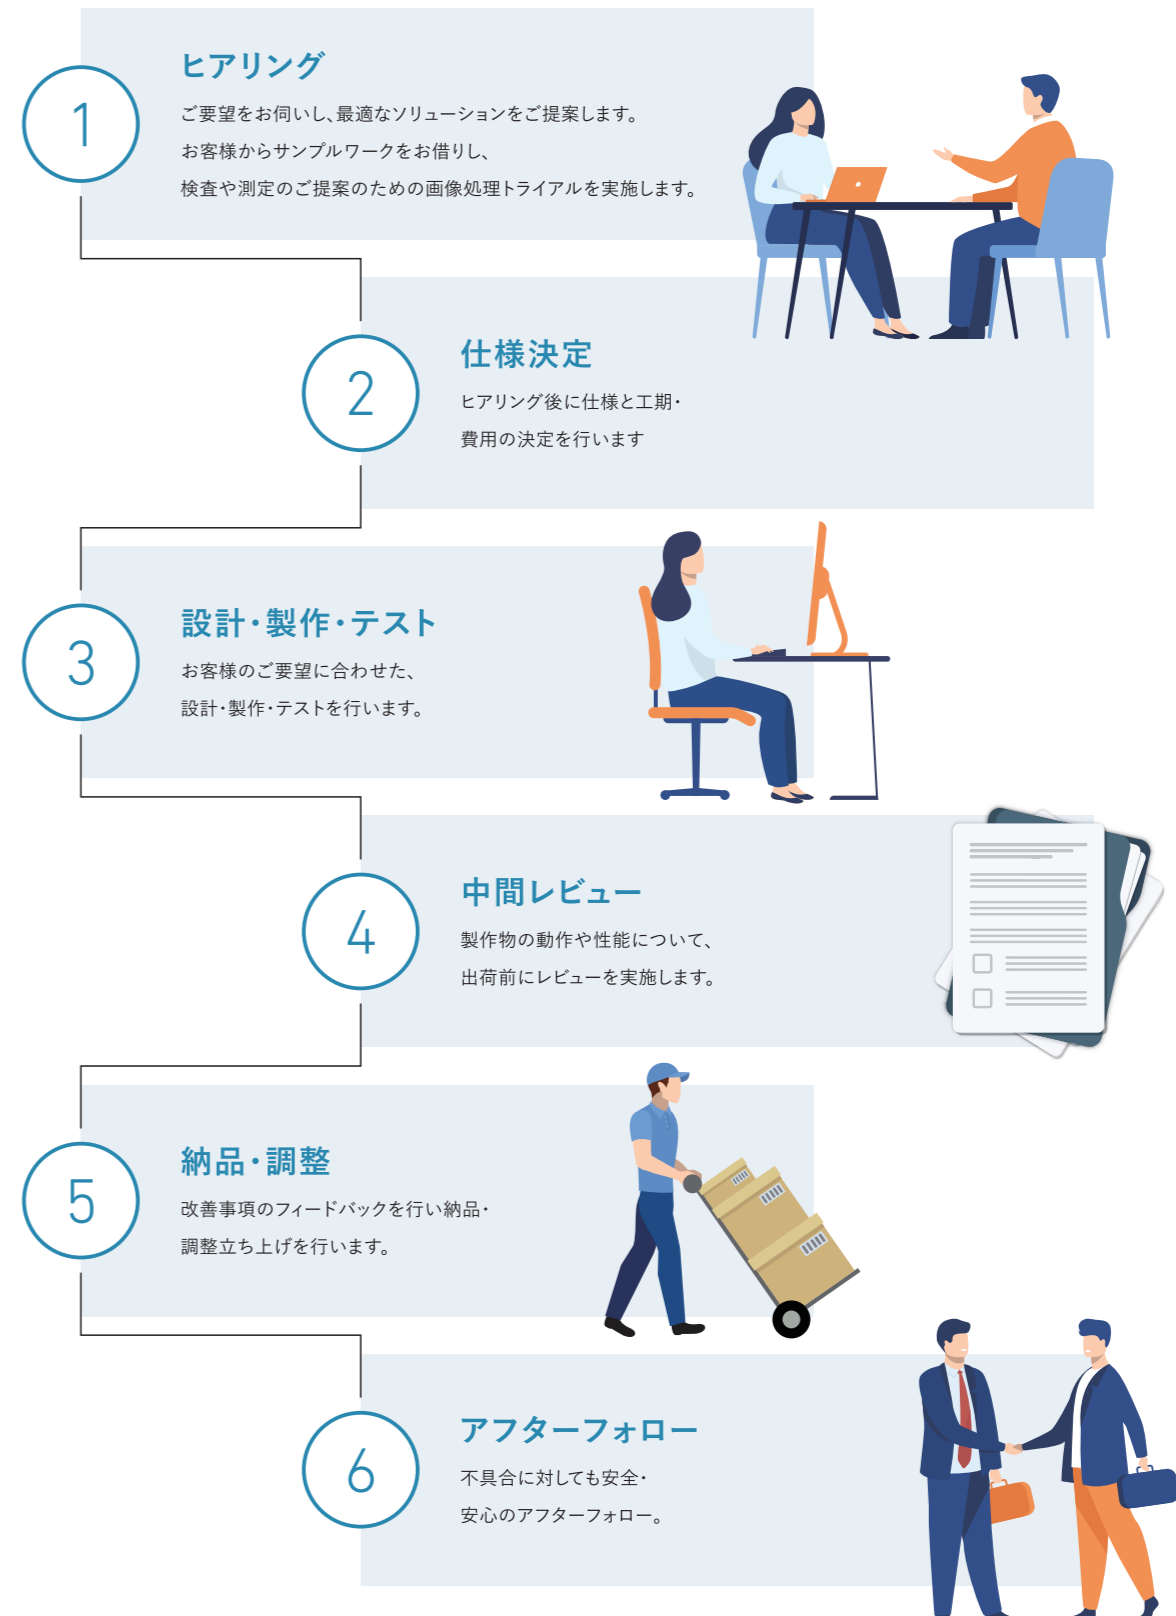 1
ヒアリング
ご要望をお伺いし、最適なソリューションをご提案します。
お客様からサンプルワークをお借りし、
検査や測定のご提案のための画像処理トライアルを実施します。
2
仕様決定
ヒアリング後に仕様と工期・
費用の決定を行います
3
設計・製作・テスト
お客様のご要望に合わせた、
設計・製作・テストを行います。
4
中間レビュー
製作物の動作や性能について、
出荷前にレビューを実施します。
5
納品・調整
改善事項のフィードバックを行い納品・
調整立ち上げを行います。
6
アフターフォロー
不具合に対しても安全・
安心のアフターフォロー。